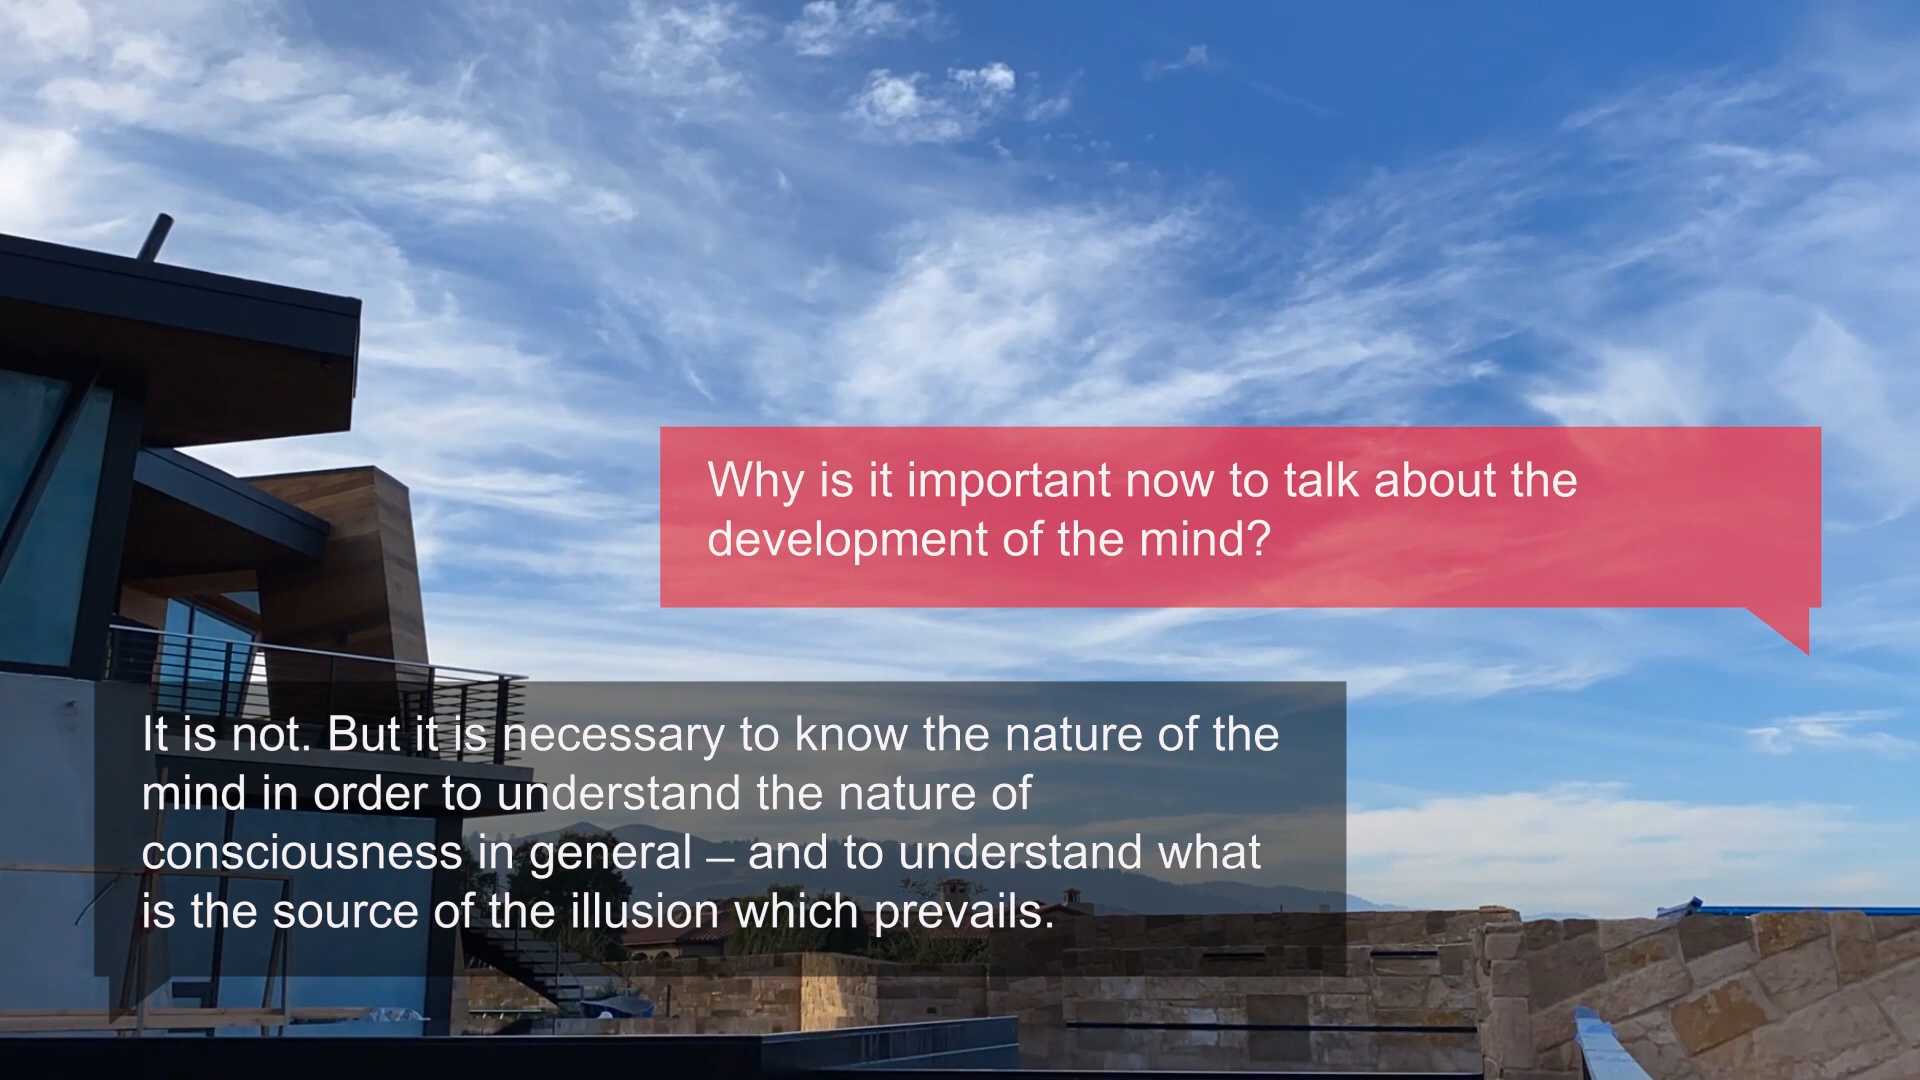 Why is it important now to talk about the
development of the mind?
It is not. But it is necessary to know the nature of the
mind in order to understand the nature of
consciousness in general – and to understand what
is the source of the illusion which prevails.